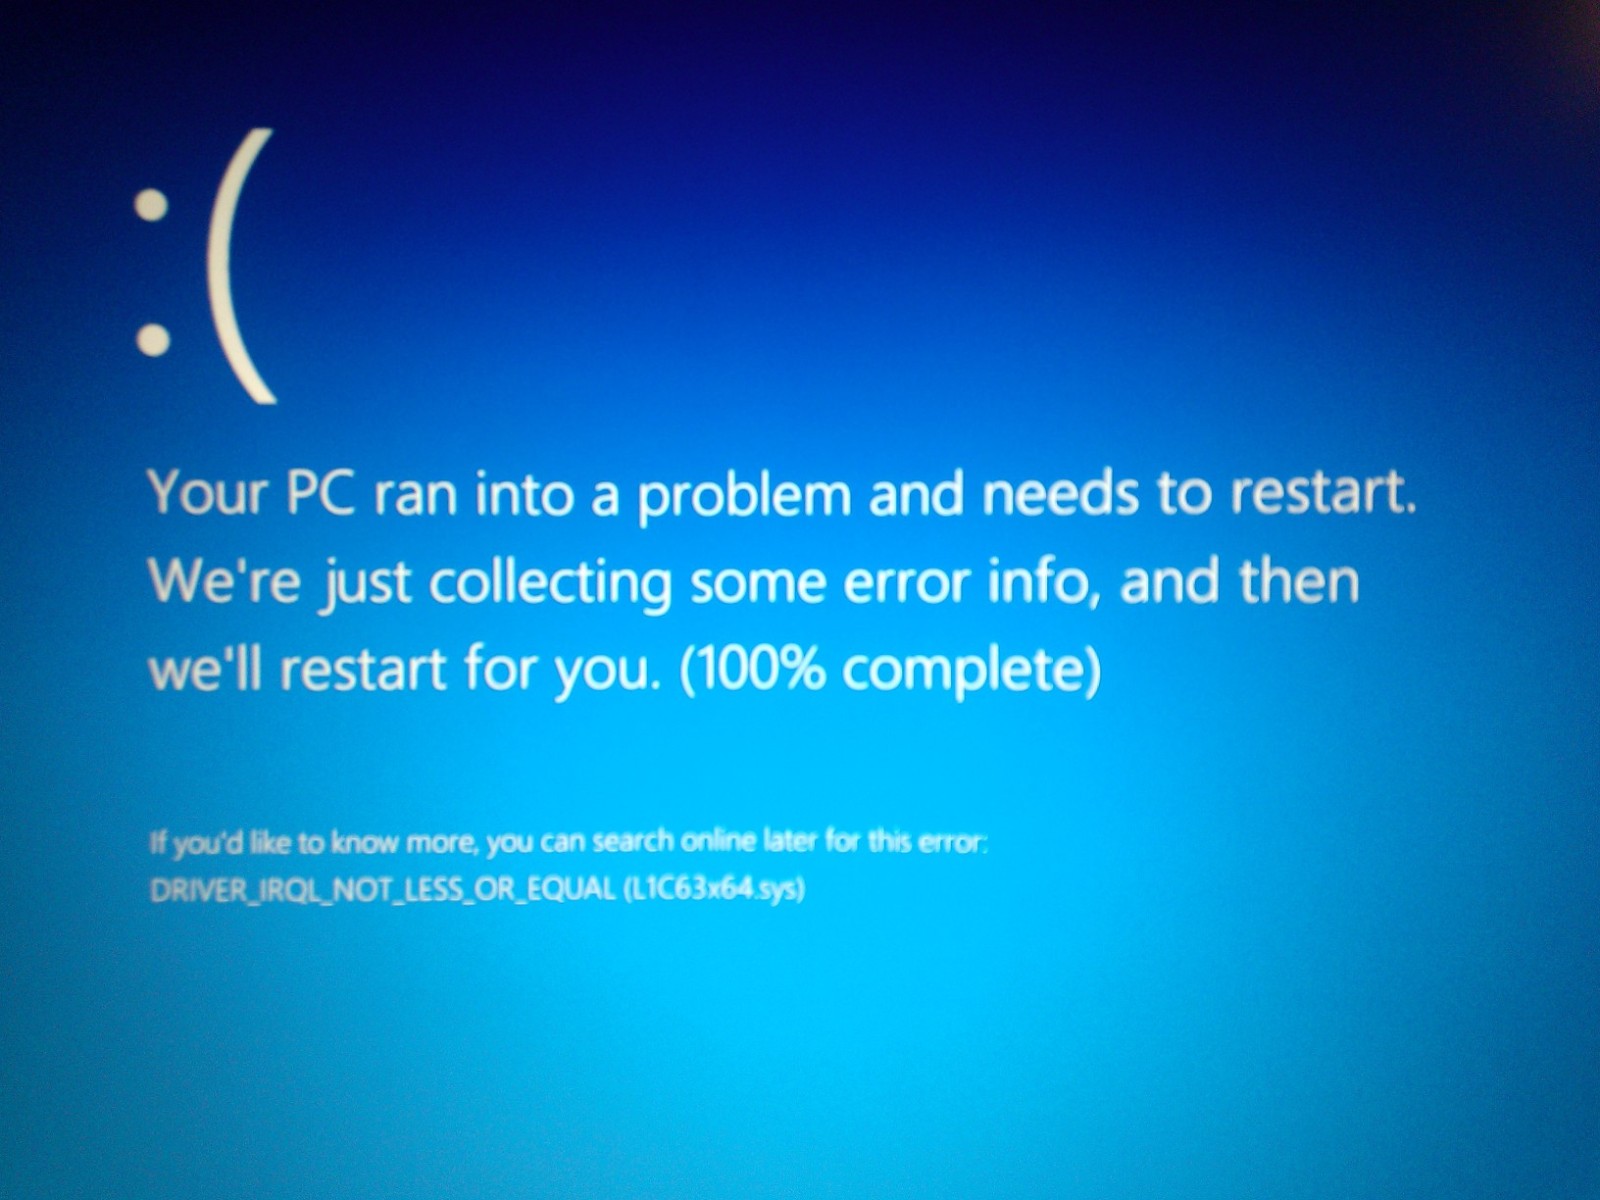 :(
Your PC ran into a problem and needs to restart.
We're just collecting some error info, and then
we'll restart for you. (100% complete)
If you'd like to know more, you can search online later for this error:
DRIVER_IRQL_NOT_LESS_OR_EQUAL (L1C63x64.sys)